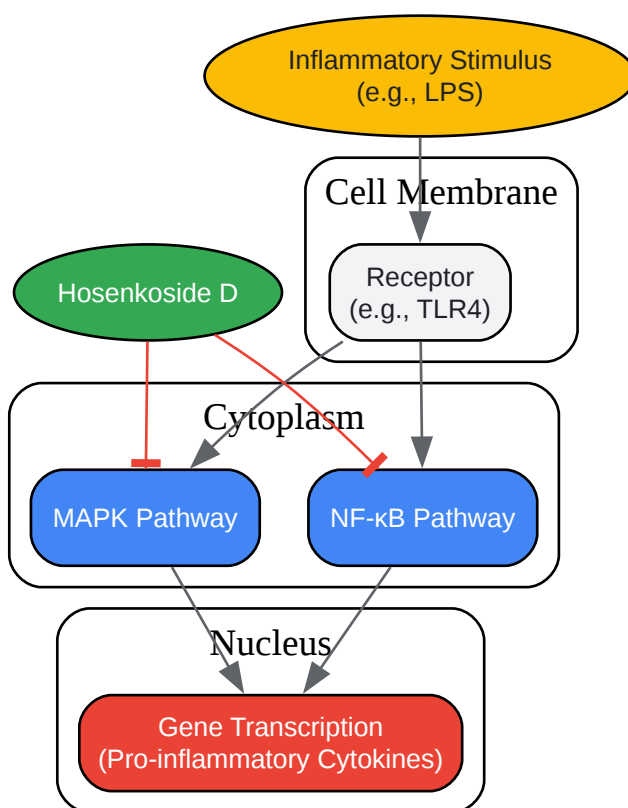 Inflammatory Stimulus
(e.g., LPS)
Cell Membrane
Receptor
(e.g., TLR4)
Hosenkoside D
Cytoplasm
MAPK Pathway
NF-κB Pathway
Nucleus
Gene Transcription
(Pro-inflammatory Cytokines)